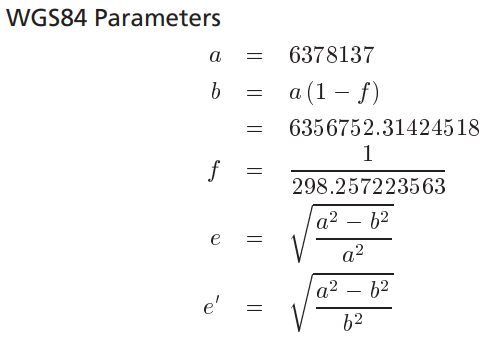 WGS84 Parameters
a = 6378137
b = a (1 − f)
= 6356752.31424518
f = 1 / 298.257223563
e = √((a² − b²) / a²)
e′ = √((a² − b²) / b²)